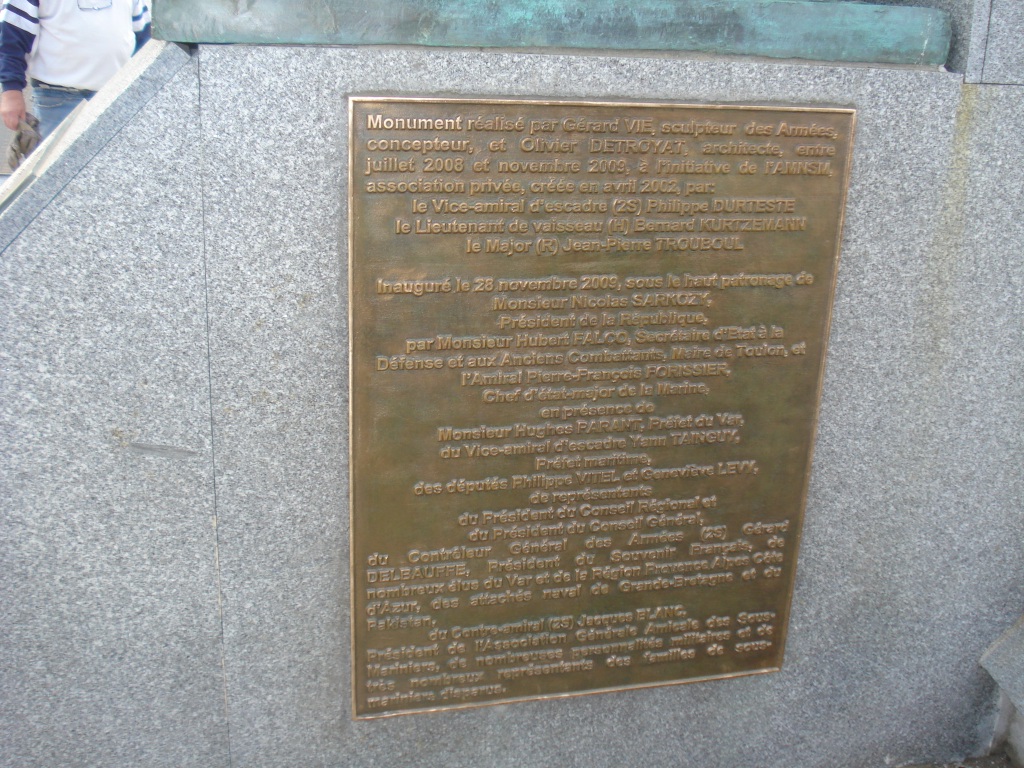 Monument réalisé par Gérard VIE, sculpteur des Armées,
concepteur, et Olivier DETROYAT, architecte, entre
juillet 2008 et novembre 2009, à l'initiative de l'AMNSM,
association privée, créée en avril 2002, par:
le Vice-amiral d'escadre (2S) Philippe DURTESTE
le Lieutenant de vaisseau (H) Bernard KURTZEMANN
le Major (R) Jean-Pierre TROUBOUL
Inauguré le 28 novembre 2009, sous le haut patronage de
Monsieur Nicolas SARKOZY,
Président de la République,
par Monsieur Hubert FALCO, Secrétaire d'Etat à la
Défense et aux Anciens Combattants, Maire de Toulon, et
l'Amiral Pierre-François FORISSIER,
Chef d'état-major de la Marine,
en présence de
Monsieur Hugues PARANT, Préfet du Var,
du Vice-amiral d'escadre Yann TAINGUY,
Préfet maritime,
des députés Philippe VITEL et Geneviève LEVY,
de représentants
du Président du Conseil Régional et
du Président du Conseil Général,
du Contrôleur Général des Armées (2S) Gérard
DELBAUFFE, Président du Souvenir Français, de
nombreux élus du Var et de la Région Provence Alpes Côte
d'Azur, des attachés naval de Grande-Bretagne et du
Pakistan,
du Contre-amiral (2S) Jacques BLANC,
Président de l'Association Générale Amicale des Sous-
Mariniers, de nombreuses personnalités militaires et de
très nombreux représentants des familles de sous-
mariniers disparus.